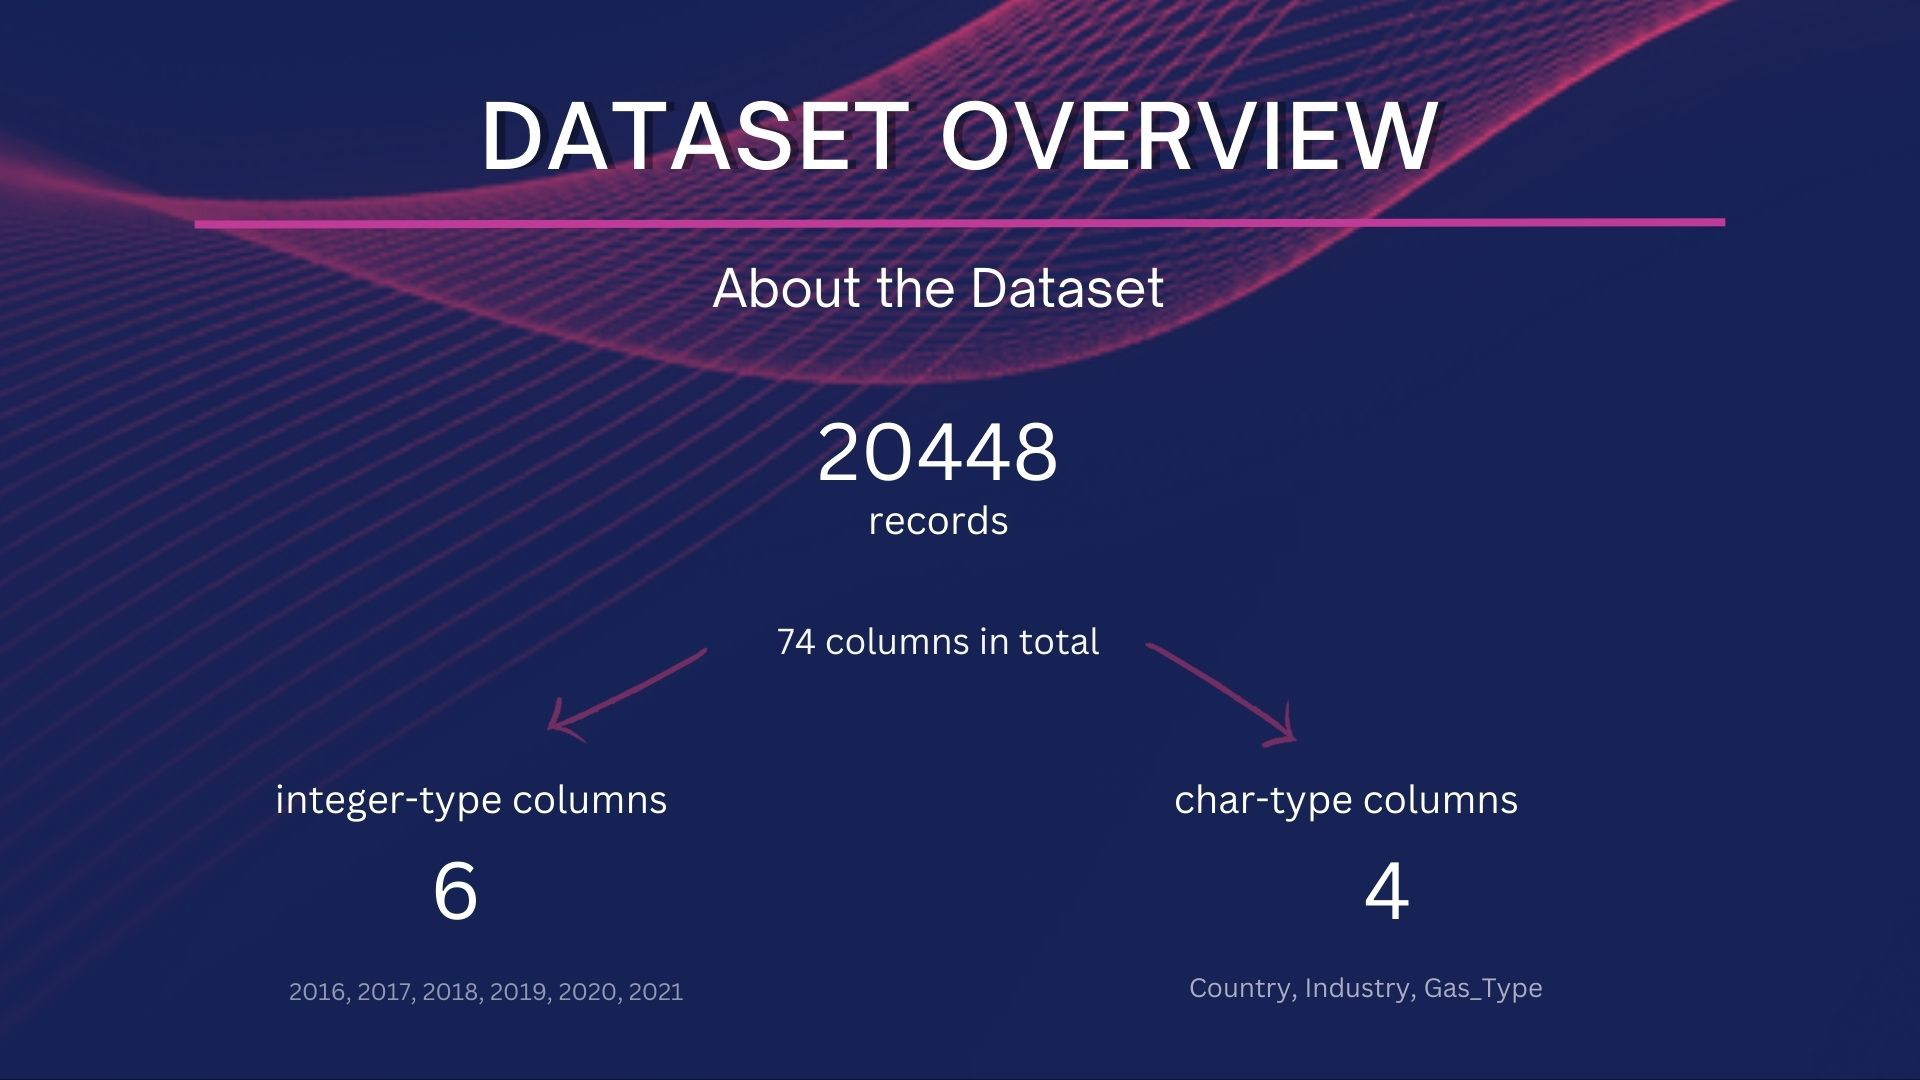 DATASET OVERVIEW
About the Dataset
20448
records
74 columns in total
integer-type columns
char-type columns
6
4
2016, 2017, 2018, 2019, 2020, 2021
Country, Industry, Gas_Type